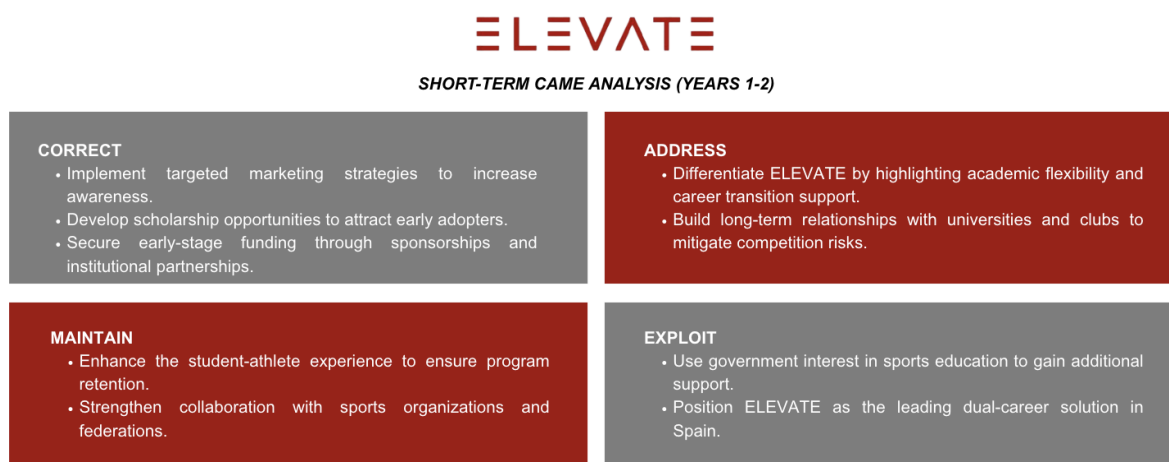 ELEVATE
SHORT-TERM CAME ANALYSIS (YEARS 1-2)
CORRECT
• Implement targeted marketing strategies to increase
awareness.
• Develop scholarship opportunities to attract early adopters.
• Secure early-stage funding through sponsorships and
institutional partnerships.
ADDRESS
• Differentiate ELEVATE by highlighting academic flexibility and
career transition support.
• Build long-term relationships with universities and clubs to
mitigate competition risks.
MAINTAIN
• Enhance the student-athlete experience to ensure program
retention.
• Strengthen collaboration with sports organizations and
federations.
EXPLOIT
• Use government interest in sports education to gain additional
support.
• Position ELEVATE as the leading dual-career solution in
Spain.